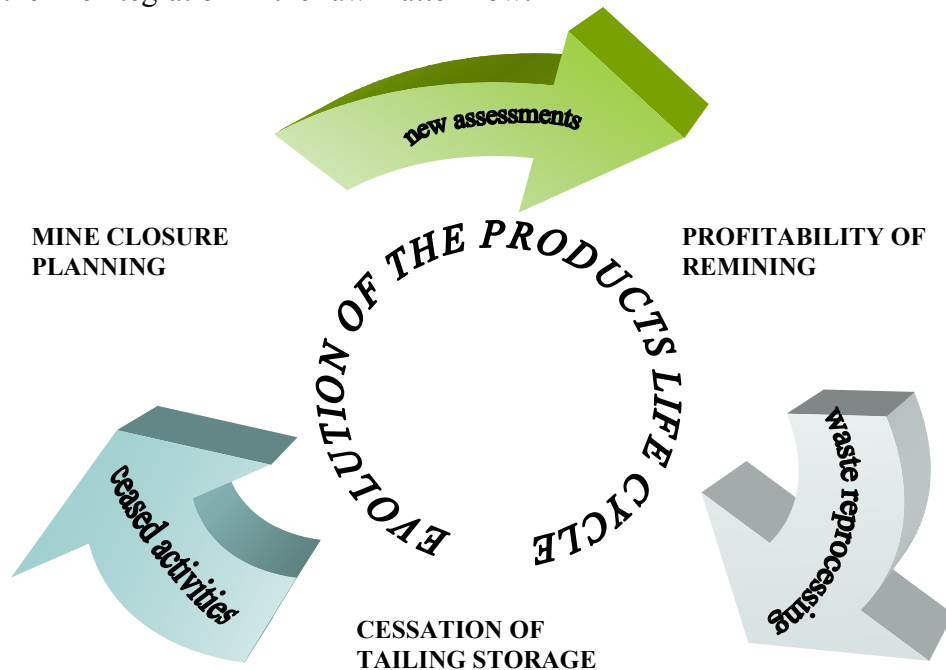 new assessments
MINE CLOSURE
PLANNING
PROFITABILITY OF
REMINING
EVOLUTION OF THE PRODUCTS LIFE CYCLE
ceased activities
waste reprocessing
CESSATION OF
TAILING STORAGE